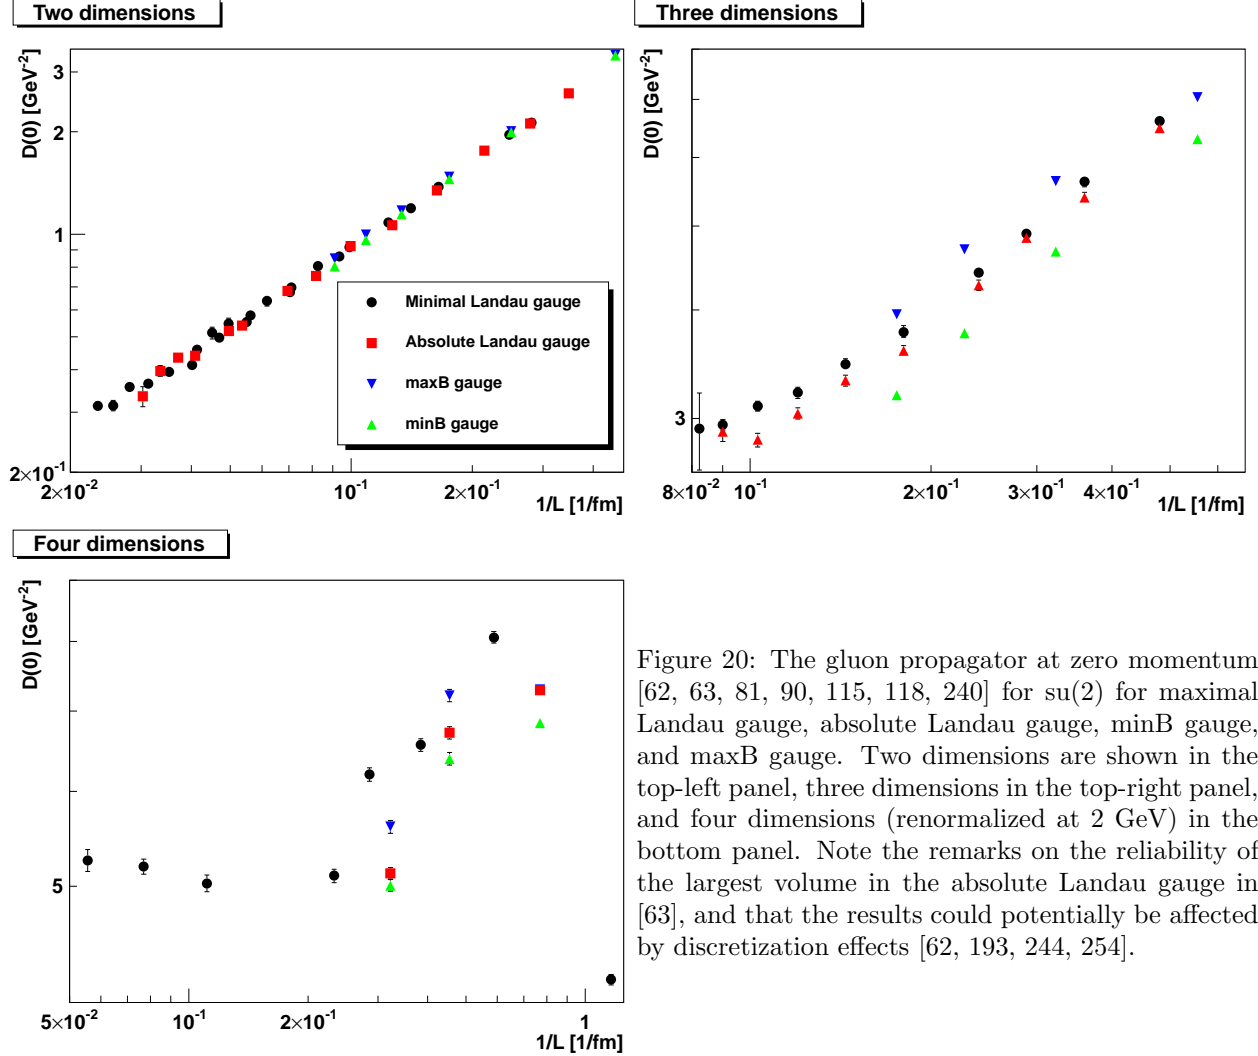 Two dimensions
D(0) [GeV⁻²]
3
2
1
2×10⁻¹
2×10⁻²
10⁻¹
2×10⁻¹
1/L [1/fm]
Minimal Landau gauge
Absolute Landau gauge
maxB gauge
minB gauge
Three dimensions
D(0) [GeV⁻²]
3
8×10⁻²
10⁻¹
2×10⁻¹
3×10⁻¹
4×10⁻¹
1/L [1/fm]
Four dimensions
D(0) [GeV⁻²]
5
5×10⁻²
10⁻¹
2×10⁻¹
1
1/L [1/fm]
Figure 20: The gluon propagator at zero momentum
[62, 63, 81, 90, 115, 118, 240] for su(2) for maximal
Landau gauge, absolute Landau gauge, minB gauge,
and maxB gauge. Two dimensions are shown in the
top-left panel, three dimensions in the top-right panel,
and four dimensions (renormalized at 2 GeV) in the
bottom panel. Note the remarks on the reliability of
the largest volume in the absolute Landau gauge in
[63], and that the results could potentially be affected
by discretization effects [62, 193, 244, 254].